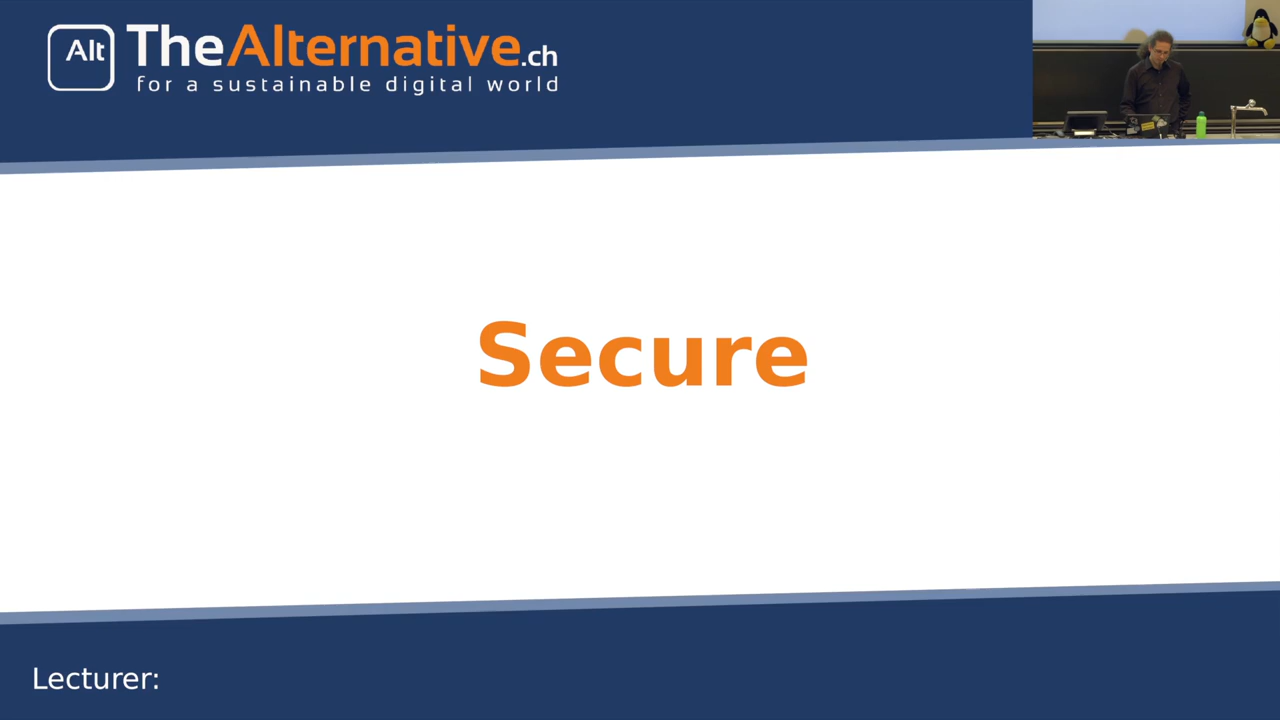 Alt
TheAlternative.ch
for a sustainable digital world
Secure
Lecturer: